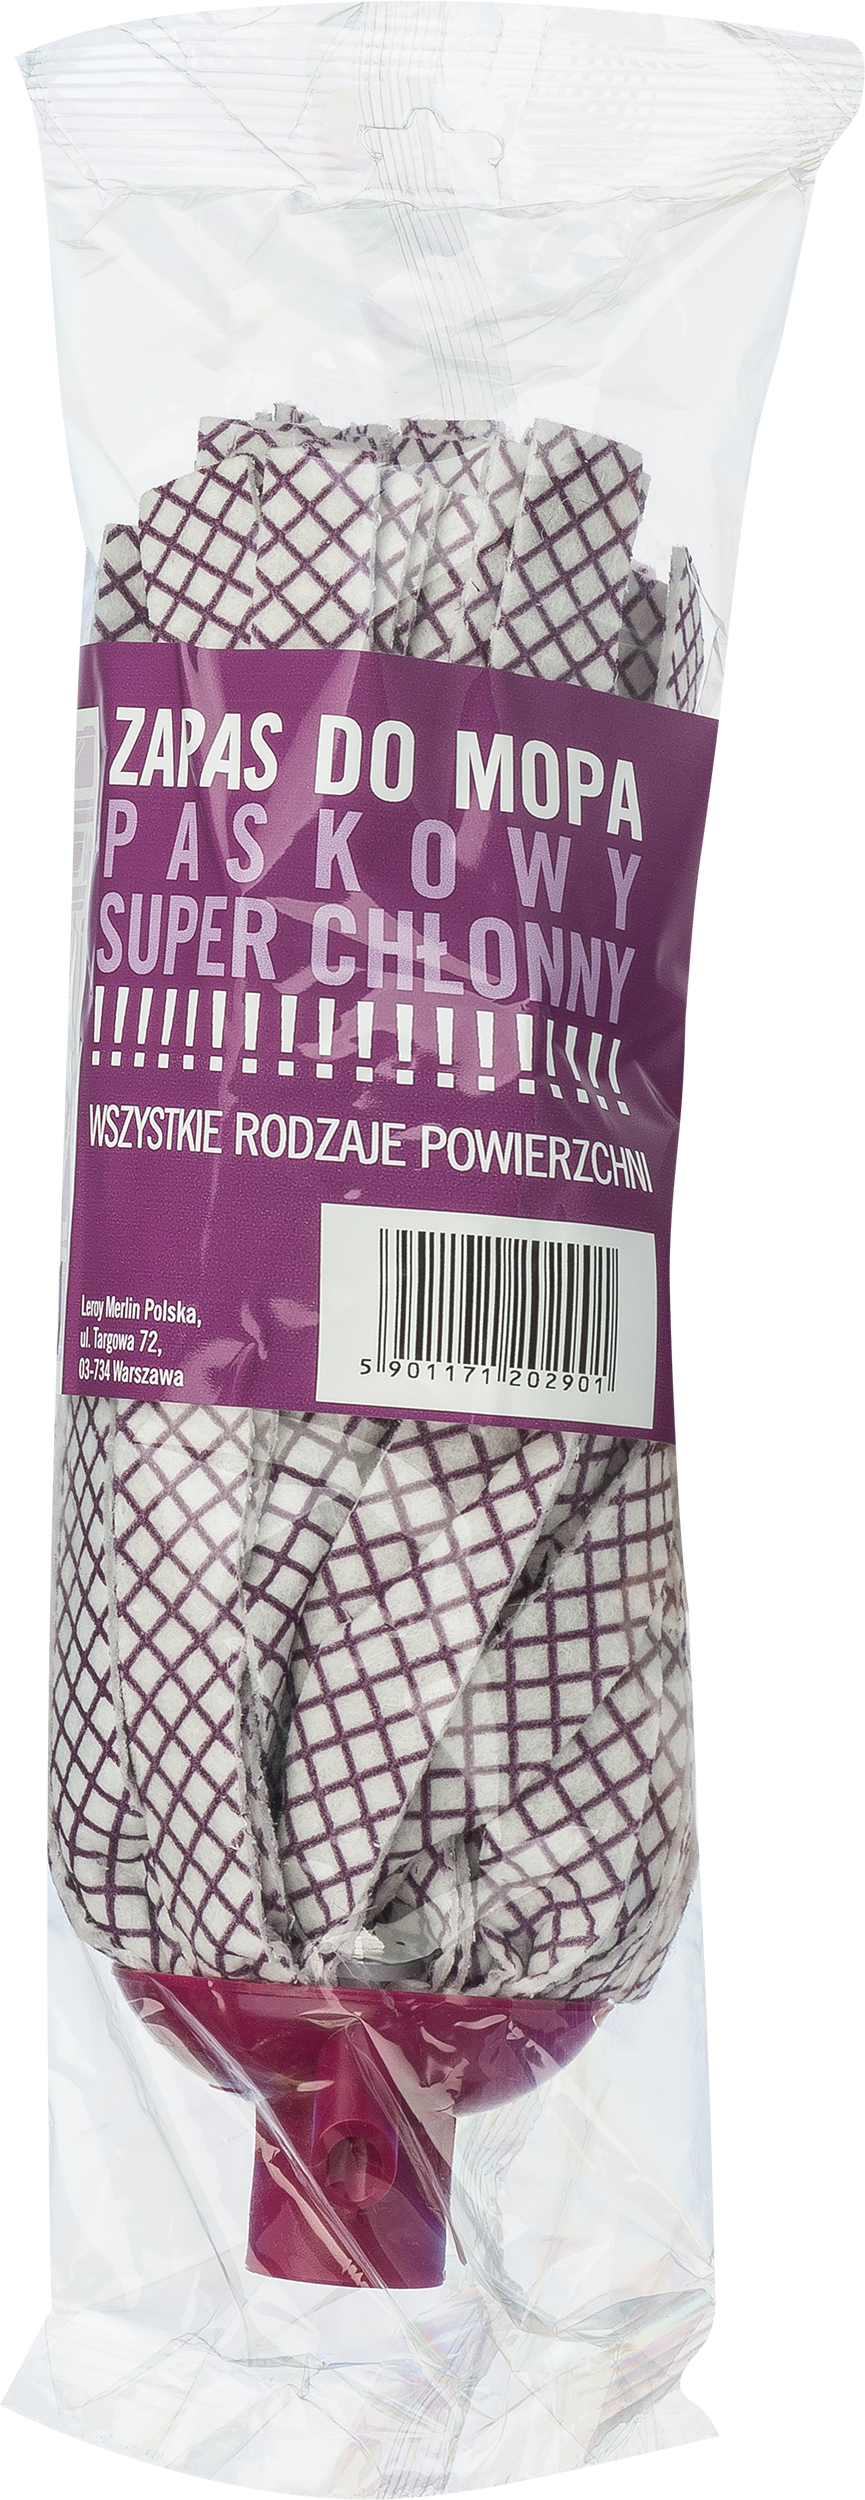 ZAPAS DO MOPA
PASKOWY
SUPER CHŁONNY
!!!!!!!!!!!!!!!!!!!!
WSZYSTKIE RODZAJE POWIERZCHNI
Leroy Merlin Polska,
ul. Targowa 72,
03-734 Warszawa
5 901171 202901